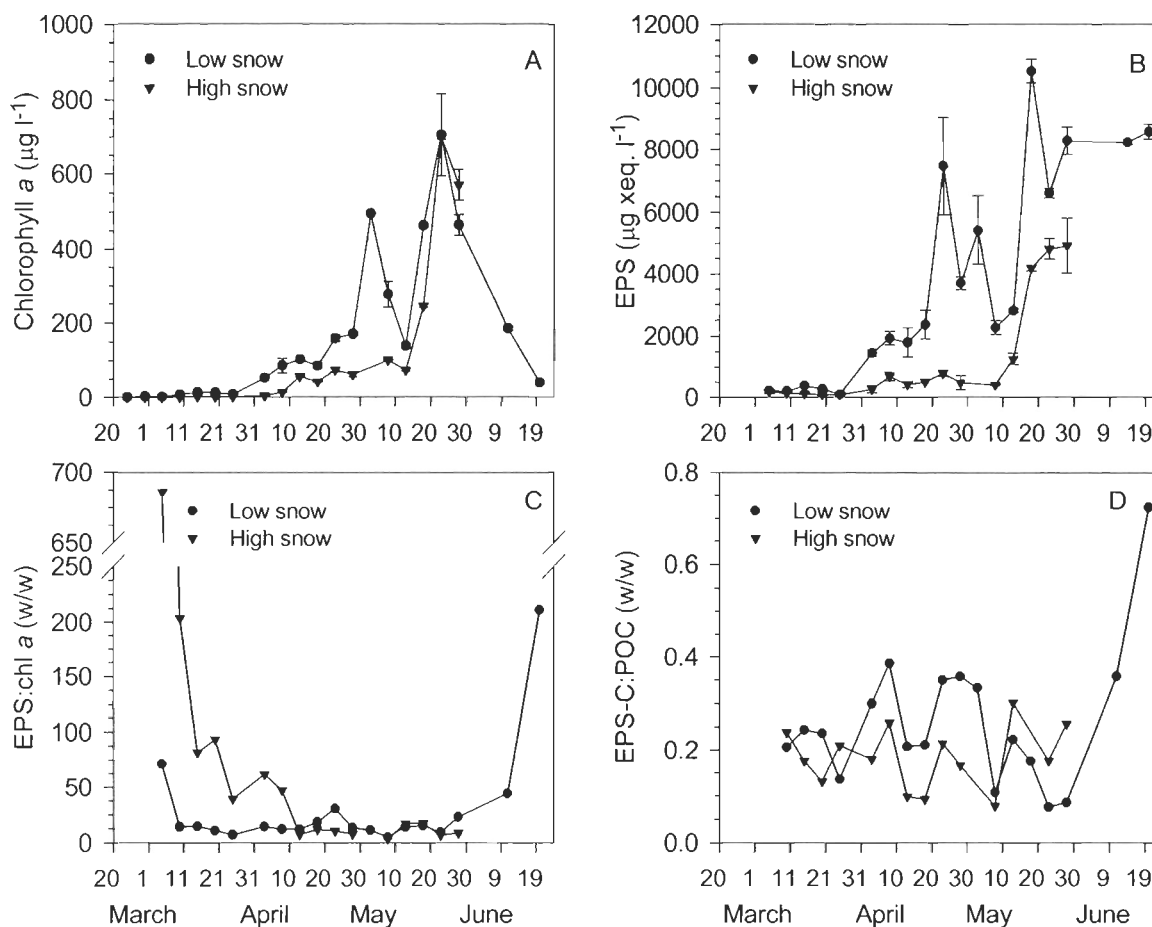 A
Chlorophyll a (µg l-1)
1000
800
600
400
200
0
Low snow
High snow
20 1 11 21 31 10 20 30 10 20 30 9 19
B
EPS (µg xeq. l-1)
12000
10000
8000
6000
4000
2000
0
Low snow
High snow
20 1 11 21 31 10 20 30 10 20 30 9 19
C
EPS:chl a (w/w)
700
650
250
200
150
100
50
0
Low snow
High snow
20 1 11 21 31 10 20 30 10 20 30 9 19
March April May June
D
EPS-C:POC (w/w)
0.8
0.6
0.4
0.2
0.0
Low snow
High snow
20 1 11 21 31 10 20 30 10 20 30 9 19
March April May June